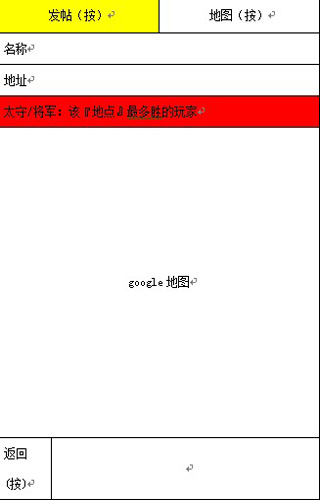 发帖（按） 地图（按）
名称
地址
太守/将军：该『地点』最多胜的玩家
google 地图
返回
(按)